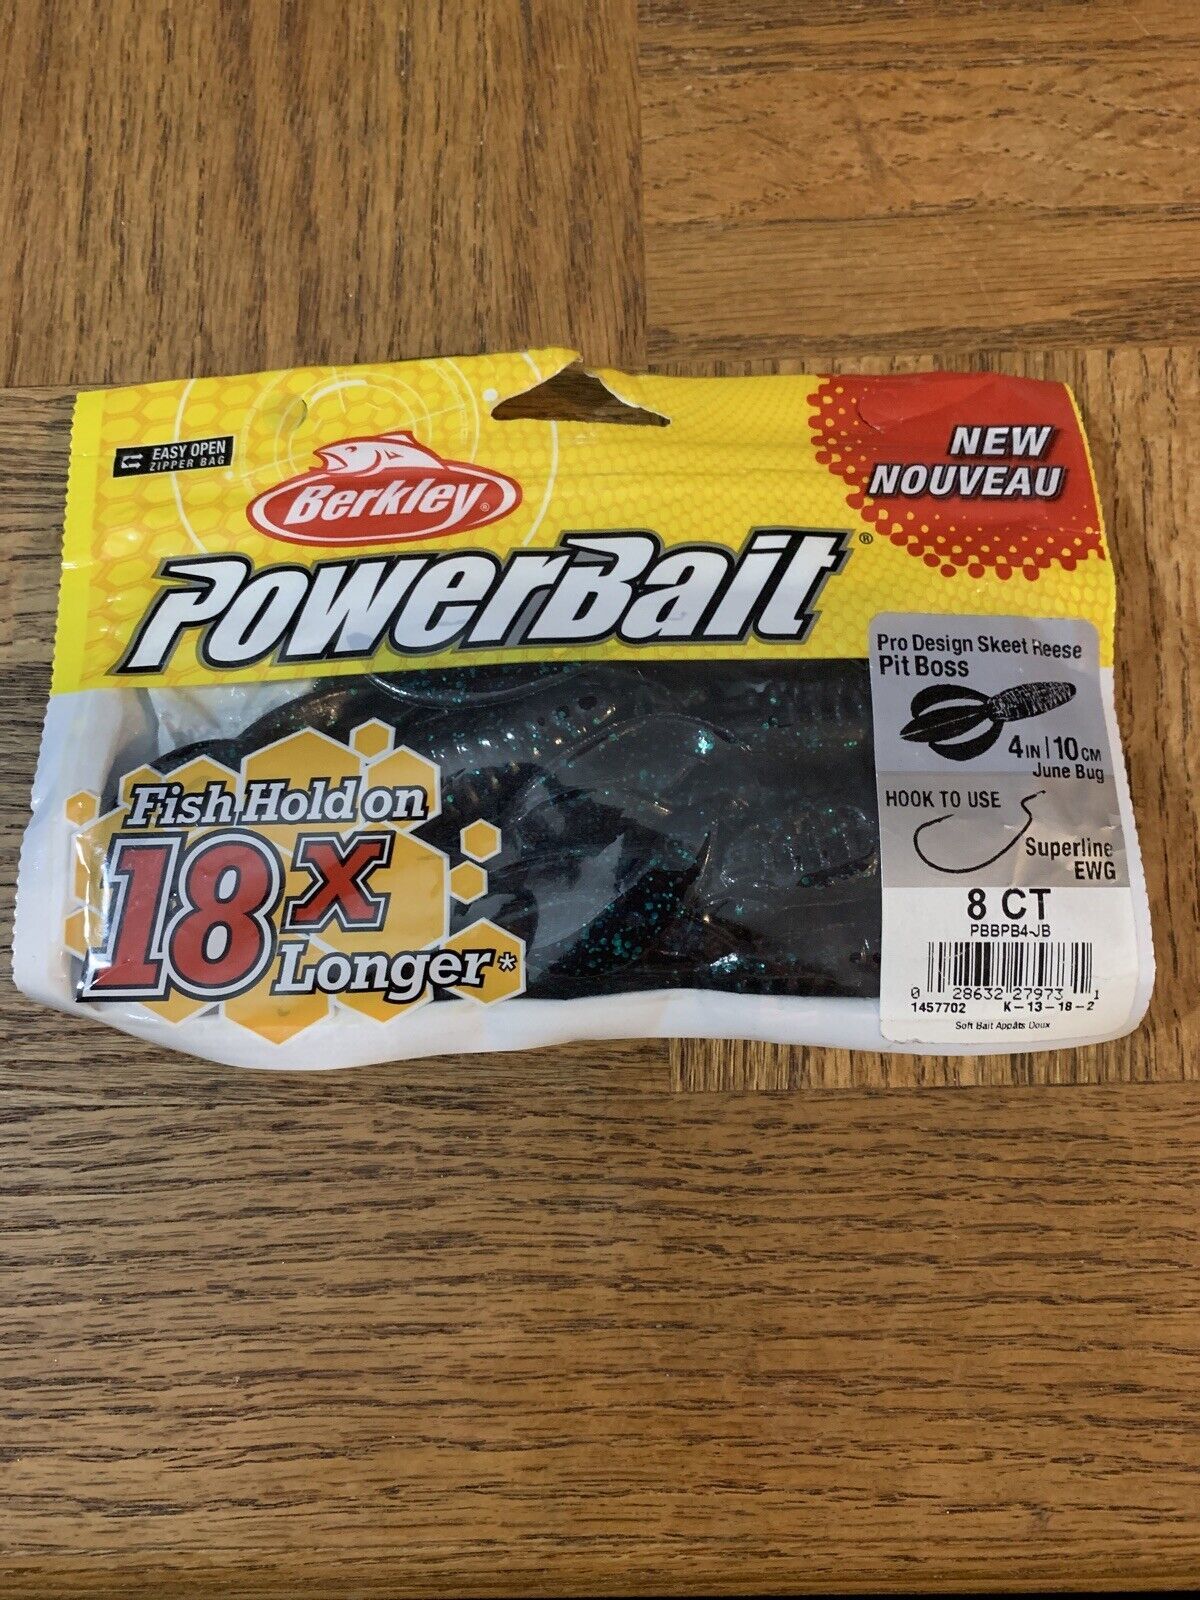 EASY OPEN
ZIPPER BAG
Berkley®
PowerBait®
NEW
NOUVEAU
Pro Design Skeet Reese
Pit Boss
4 IN | 10 CM
June Bug
HOOK TO USE
Superline
EWG
8 CT
PBBPB4-JB
0 28632 27973 1
1457702 K-13-18-2
Soft Bait Appâts Doux
Fish Hold on
18X
Longer*